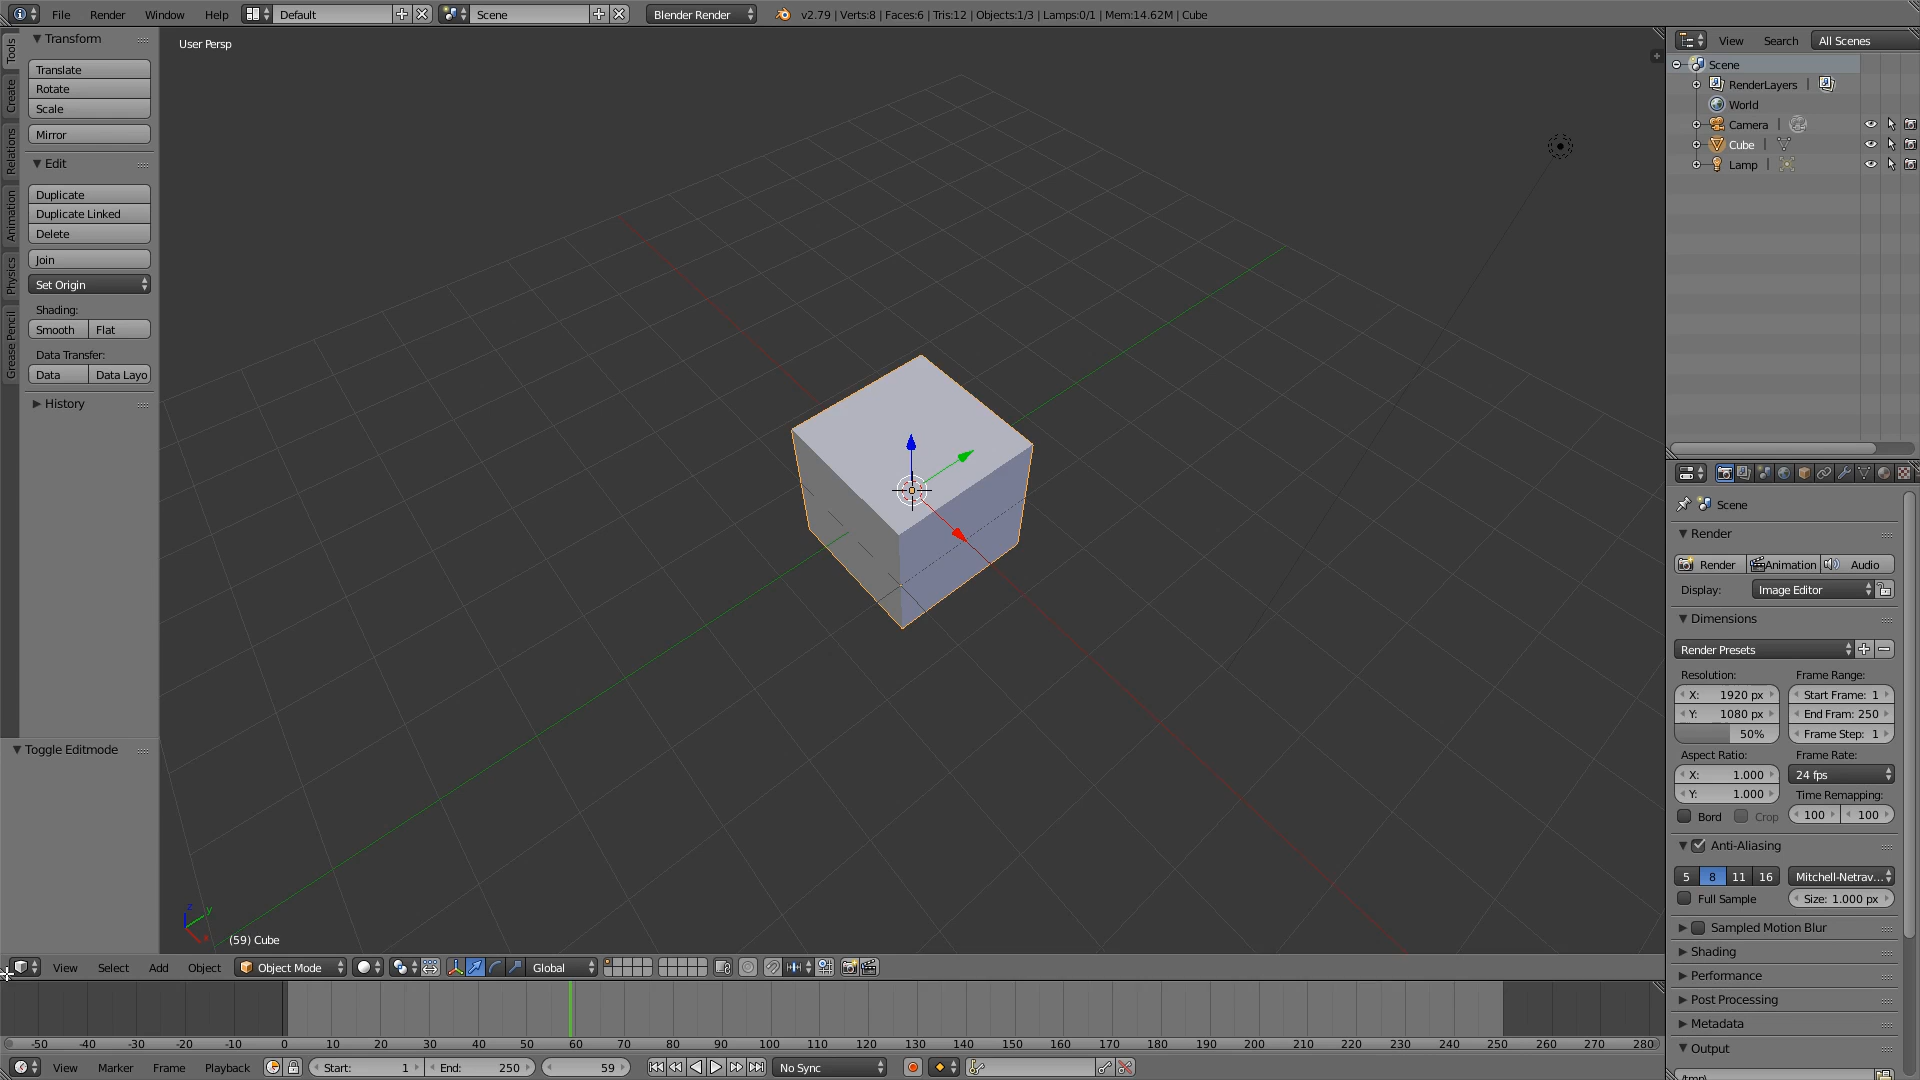 File Render Window Help Default Scene Blender Render v2.79 | Verts:8 | Faces:6 | Tris:12 | Objects:1/3 | Lamps:0/1 | Mem:14.62M | Cube
Tools
Create
Relations
Animation
Physics
Grease Pencil
Transform
Translate
Rotate
Scale
Mirror
Edit
Duplicate
Duplicate Linked
Delete
Join
Set Origin
Shading:
Smooth Flat
Data Transfer:
Data Data Layo
History
Toggle Editmode
User Persp
z
y
x
(59) Cube
View Select Add Object Object Mode Global
-50 -40 -30 -20 -10 0 10 20 30 40 50 60 70 80 90 100 110 120 130 140 150 160 170 180 190 200 210 220 230 240 250 260 270 280
View Marker Frame Playback Start: 1 End: 250 59 No Sync
View Search All Scenes
Scene
RenderLayers |
World
Camera |
Cube |
Lamp |
Scene
Render
Render Animation Audio
Display: Image Editor
Dimensions
Render Presets
Resolution: Frame Range:
X: 1920 px Start Frame: 1
Y: 1080 px End Fram: 250
50% Frame Step: 1
Aspect Ratio: Frame Rate:
X: 1.000 24 fps
Y: 1.000 Time Remapping:
Bord Crop 100 100
Anti-Aliasing
5 8 11 16 Mitchell-Netrav...
Full Sample Size: 1.000 px
Sampled Motion Blur
Shading
Performance
Post Processing
Metadata
Output
/tmp\